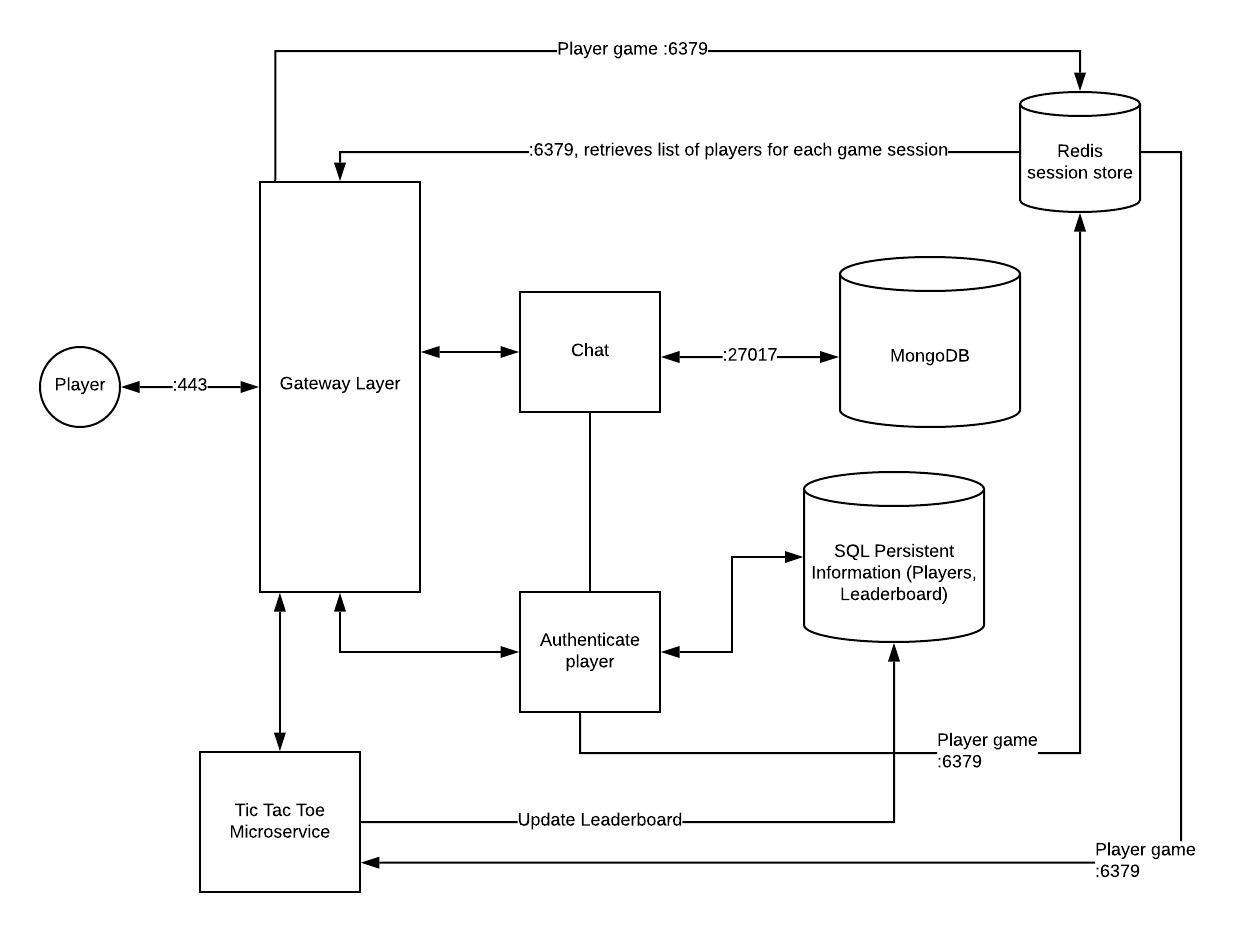 Player game :6379
:6379, retrieves list of players for each game session
Redis
session store
Chat
:27017
MongoDB
Player
:443
Gateway Layer
SQL Persistent
Information (Players,
Leaderboard)
Authenticate
player
Player game
:6379
Tic Tac Toe
Microservice
Update Leaderboard
Player game
:6379